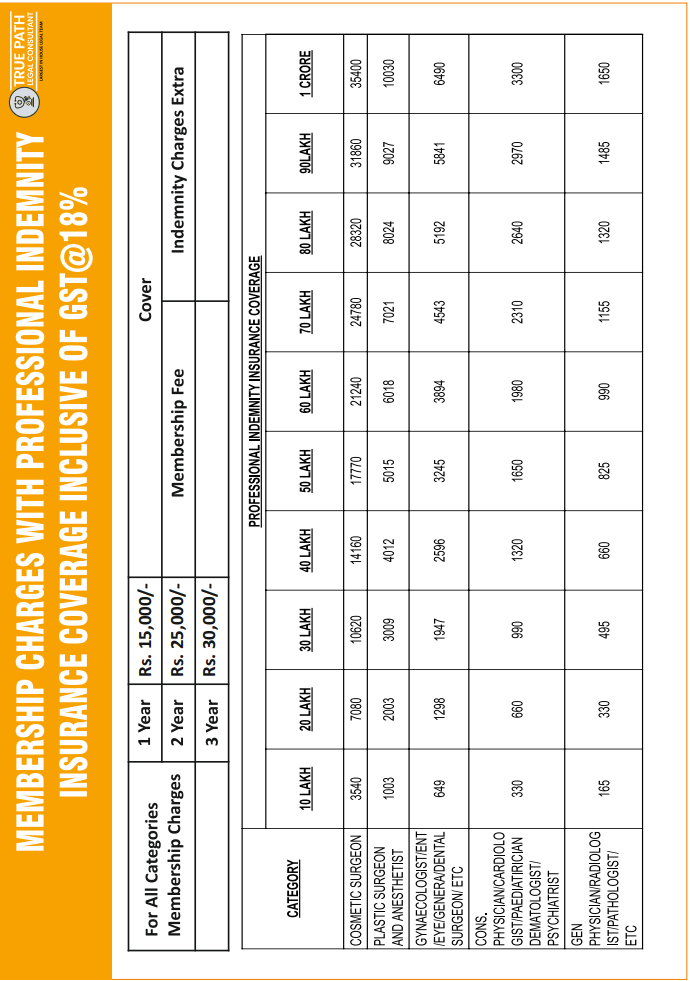 MEMBERSHIP CHARGES WITH PROFESSIONAL INDEMNITY
INSURANCE COVERAGE INCLUSIVE OF GST@18%
TRUE PATH
LEGAL CONSULTANT
For All Categories
Membership Charges
1 Year Rs. 15,000/- Cover
2 Year Rs. 25,000/- Membership Fee Indemnity Charges Extra
3 Year Rs. 30,000/-
PROFESSIONAL INDEMNITY INSURANCE COVERAGE
CATEGORY 10 LAKH 20 LAKH 30 LAKH 40 LAKH 50 LAKH 60 LAKH 70 LAKH 80 LAKH 90LAKH 1 CRORE
COSMETIC SURGEON 3540 7080 10620 14160 17770 21240 24780 28320 31860 35400
PLASTIC SURGEON
AND ANESTHETIST 1003 2003 3009 4012 5015 6018 7021 8024 9027 10030
GYNAECOLOGIST/ENT
/EYE/GENERA/DENTAL
SURGEON/ ETC 649 1298 1947 2596 3245 3894 4543 5192 5841 6490
CONS.
PHYSICIAN/CARDIOLO
GIST/PAEDIATIRICIAN
DEMATOLOGIST/
PSYCHIATRIST 330 660 990 1320 1650 1980 2310 2640 2970 3300
GEN
PHYSICIAN/RADIOLOG
IST/PATHOLOGIST/
ETC 165 330 495 660 825 990 1155 1320 1485 1650